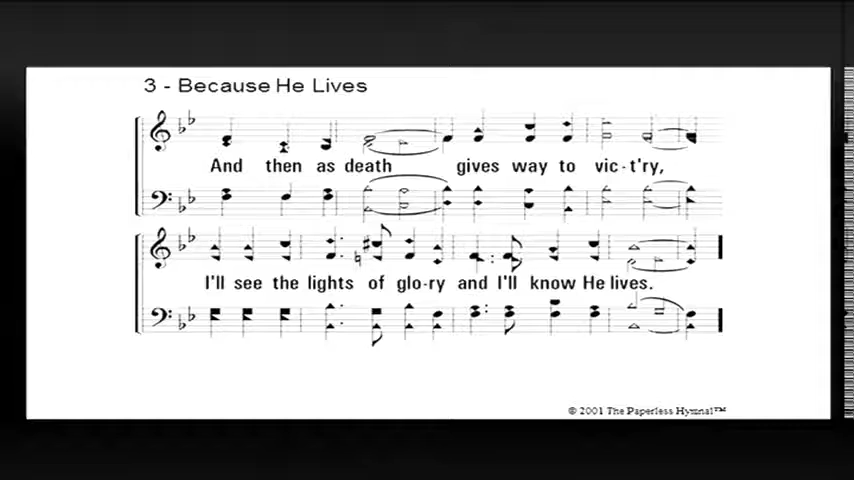 3 - Because He Lives
And then as death gives way to vic-t'ry,
I'll see the lights of glo-ry and I'll know He lives.
© 2001 The Paperless Hymnal™